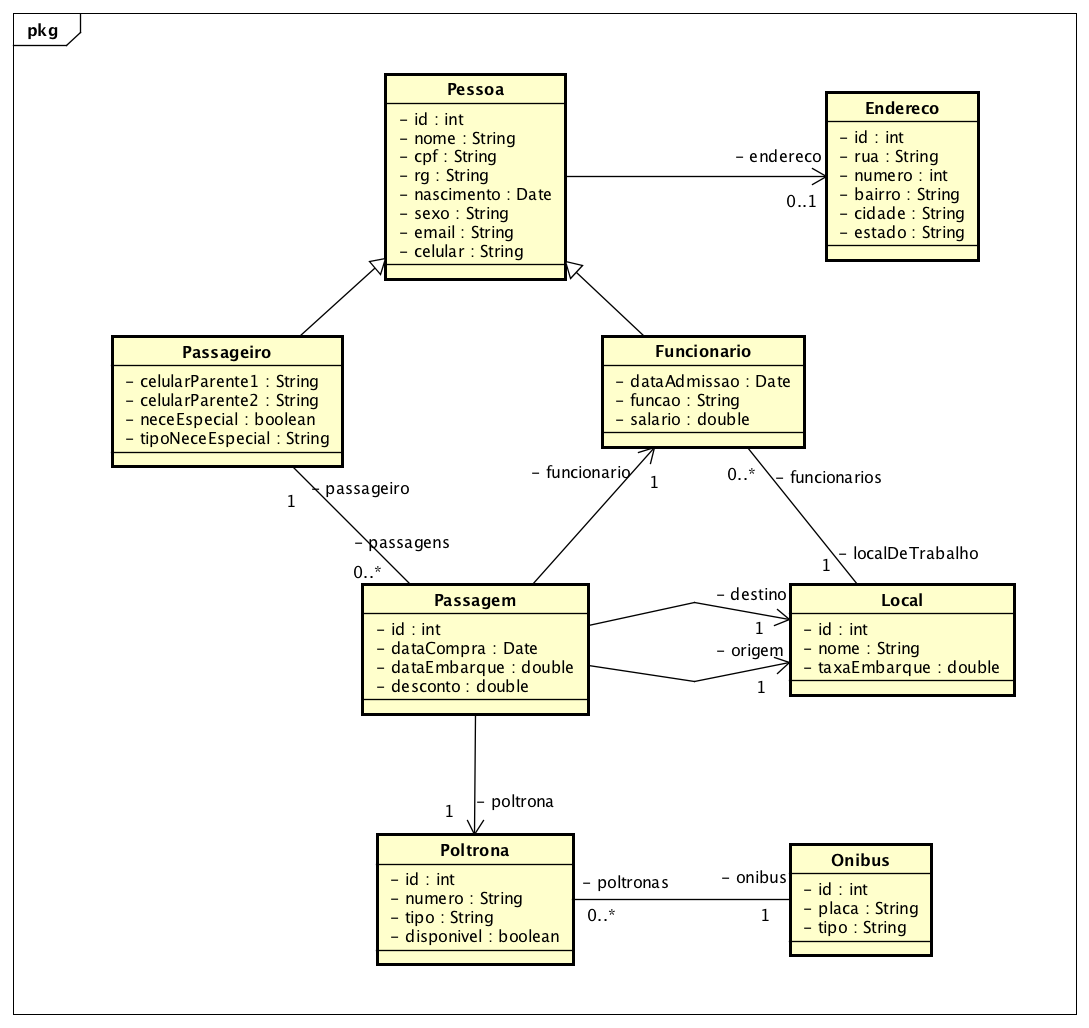 pkg
Pessoa
- id : int
- nome : String
- cpf : String
- rg : String
- nascimento : Date
- sexo : String
- email : String
- celular : String
- endereco
0..1
Endereco
- id : int
- rua : String
- numero : int
- bairro : String
- cidade : String
- estado : String
Passageiro
- celularParente1 : String
- celularParente2 : String
- neceEspecial : boolean
- tipoNeceEspecial : String
Funcionario
- dataAdmissao : Date
- funcao : String
- salario : double
- passageiro
1
- passagens
0..*
- funcionario
1
0..*
- funcionarios
- localDeTrabalho
1
Passagem
- id : int
- dataCompra : Date
- dataEmbarque : double
- desconto : double
- destino
1
- origem
1
Local
- id : int
- nome : String
- taxaEmbarque : double
1
- poltrona
Poltrona
- id : int
- numero : String
- tipo : String
- disponivel : boolean
- poltronas
0..*
- onibus
1
Onibus
- id : int
- placa : String
- tipo : String